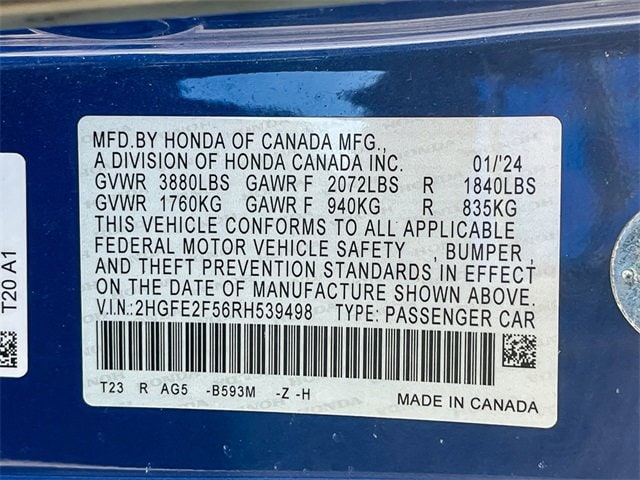 MFD.BY HONDA OF CANADA MFG.,
A DIVISION OF HONDA CANADA INC. 01/'24
GVWR 3880LBS GAWR F 2072LBS R 1840LBS
GVWR 1760KG GAWR F 940KG R 835KG
THIS VEHICLE CONFORMS TO ALL APPLICABLE
FEDERAL MOTOR VEHICLE SAFETY , BUMPER,
AND THEFT PREVENTION STANDARDS IN EFFECT
ON THE DATE OF MANUFACTURE SHOWN ABOVE.
V.I.N.:2HGFE2F56RH539498 TYPE: PASSENGER CAR
T23 R AG5 -B593M -Z -H
MADE IN CANADA
T20 A1